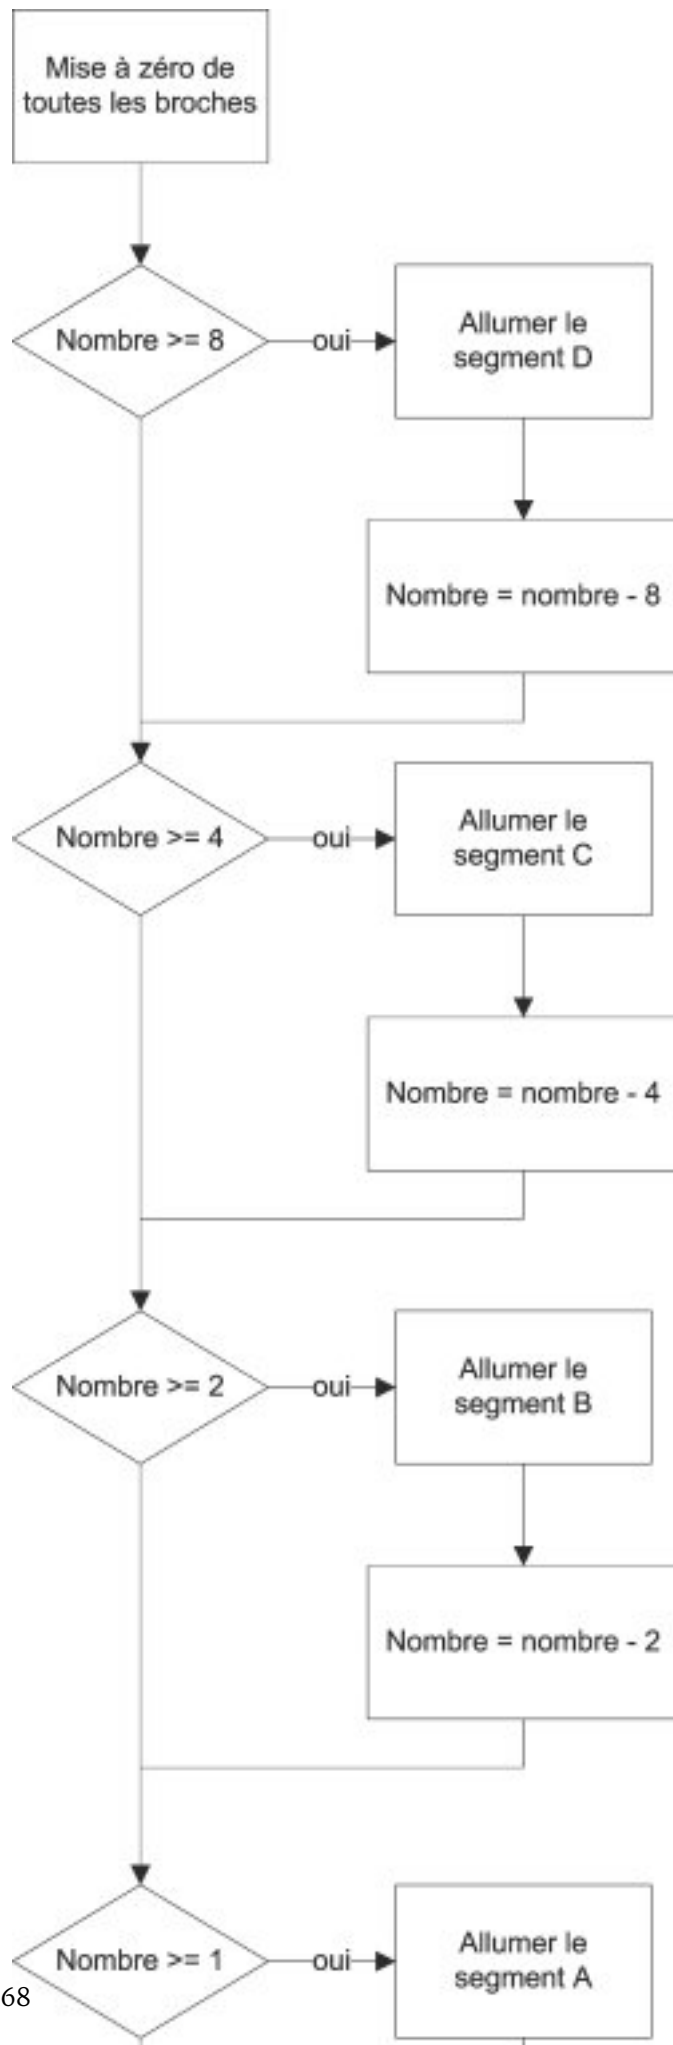 Mise à zéro de
toutes les broches
Nombre >= 8
oui
Allumer le
segment D
Nombre = nombre - 8
Nombre >= 4
oui
Allumer le
segment C
Nombre = nombre - 4
Nombre >= 2
oui
Allumer le
segment B
Nombre = nombre - 2
Nombre >= 1
oui
Allumer le
segment A
68